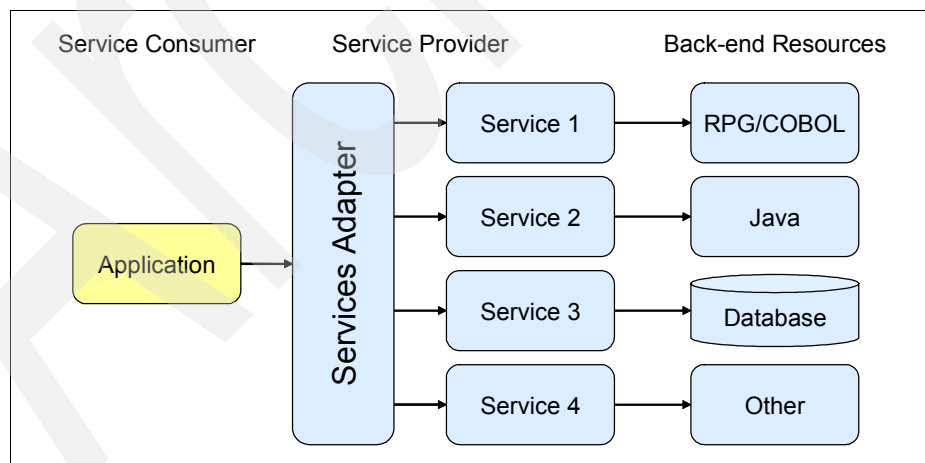 Service Consumer
Service Provider
Back-end Resources
Services Adapter
Application
Service 1
RPG/COBOL
Service 2
Java
Service 3
Database
Service 4
Other